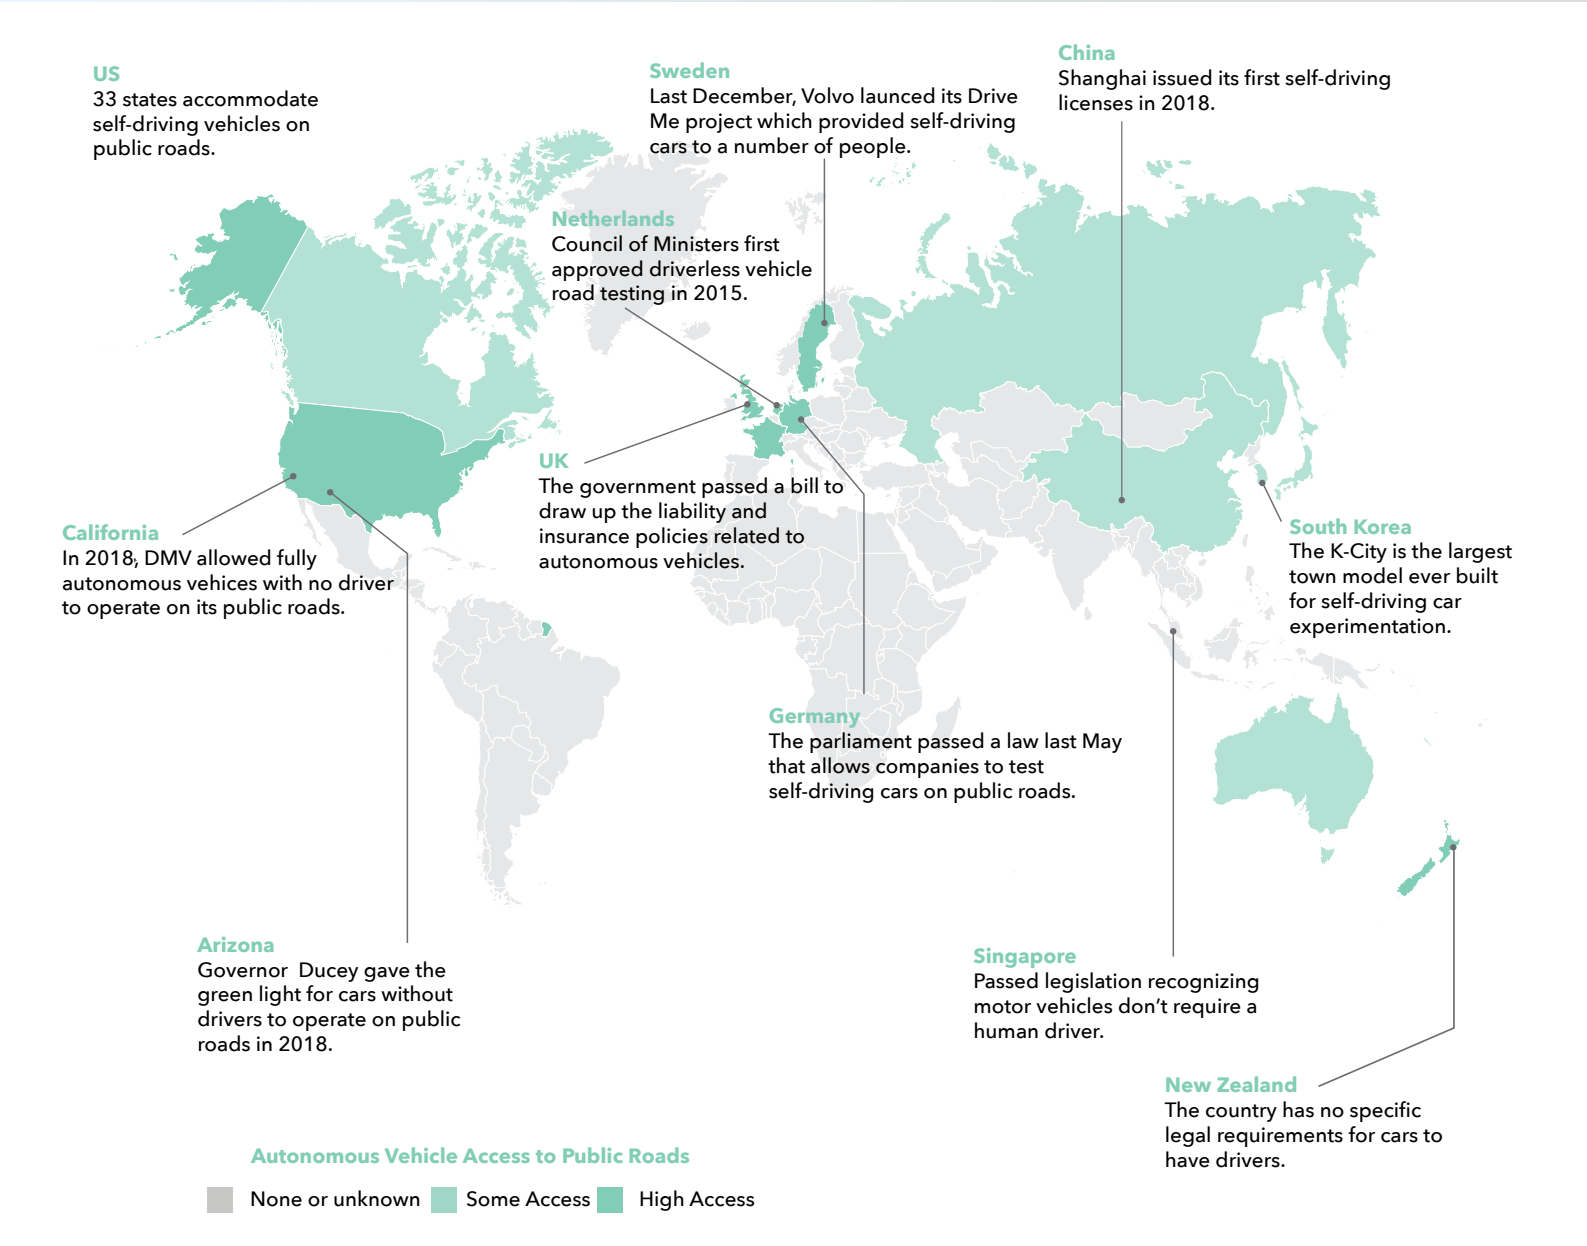 US
33 states accommodate
self-driving vehicles on
public roads.
Sweden
Last December, Volvo launced its Drive
Me project which provided self-driving
cars to a number of people.
China
Shanghai issued its first self-driving
licenses in 2018.
Netherlands
Council of Ministers first
approved driverless vehicle
road testing in 2015.
UK
The government passed a bill to
draw up the liability and
insurance policies related to
autonomous vehicles.
California
In 2018, DMV allowed fully
autonomous vehices with no driver
to operate on its public roads.
South Korea
The K-City is the largest
town model ever built
for self-driving car
experimentation.
Germany
The parliament passed a law last May
that allows companies to test
self-driving cars on public roads.
Arizona
Governor  Ducey gave the
green light for cars without
drivers to operate on public
roads in 2018.
Singapore
Passed legislation recognizing
motor vehicles don’t require a
human driver.
New Zealand
The country has no specific
legal requirements for cars to
have drivers.
Autonomous Vehicle Access to Public Roads
None or unknown Some Access High Access